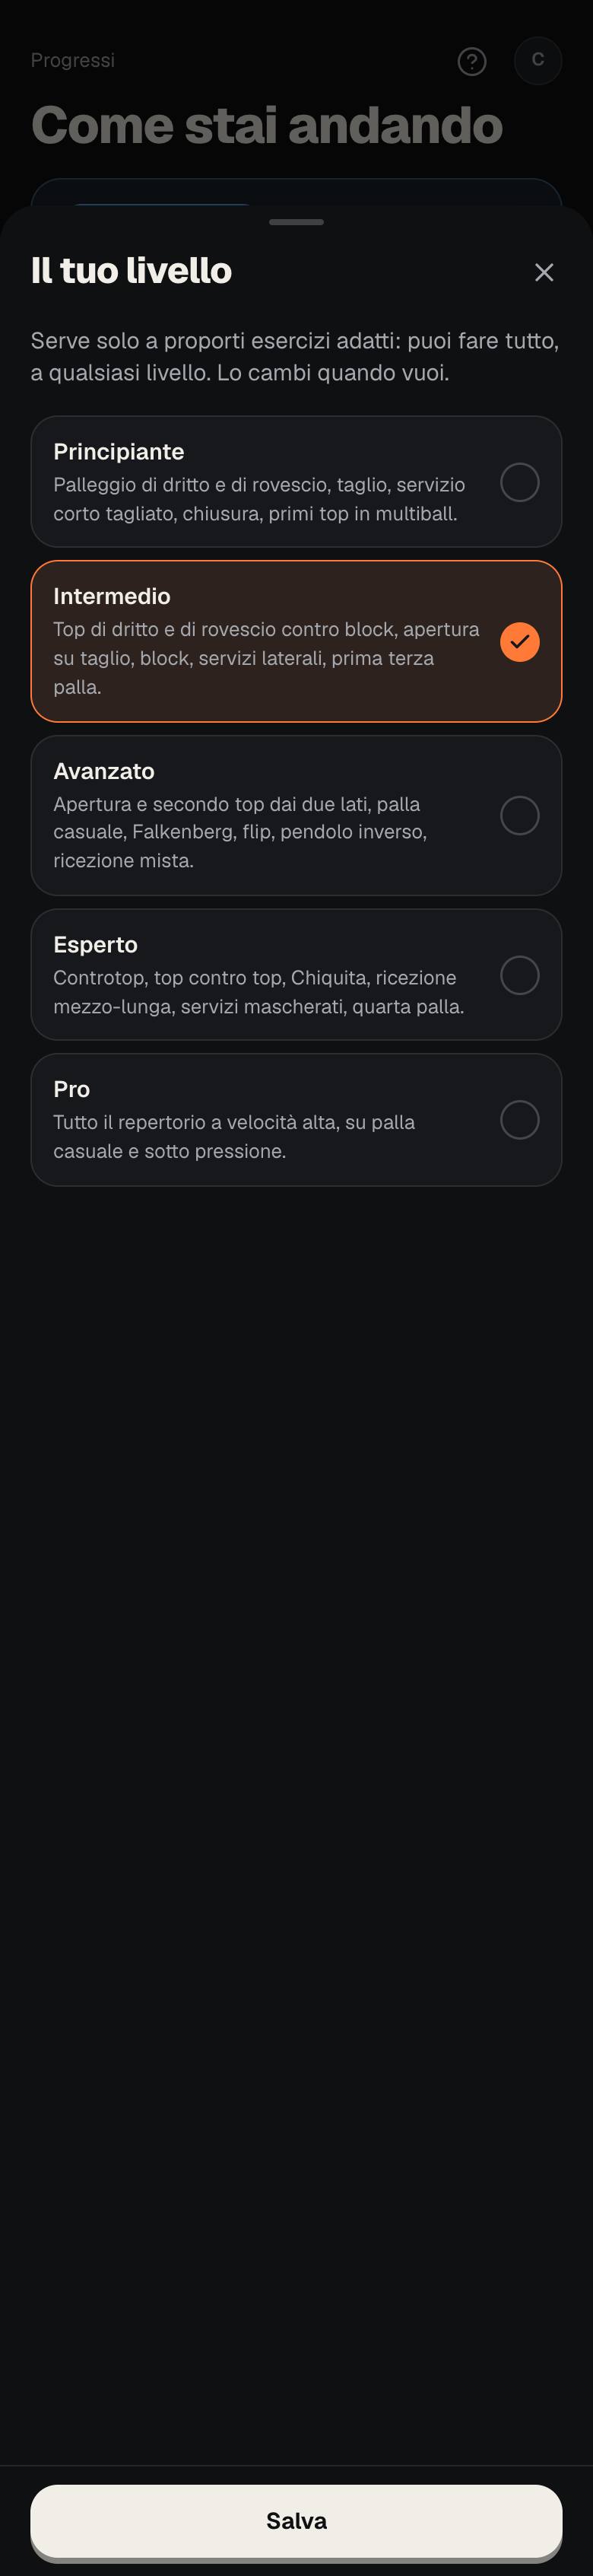 Progressi
C
Come stai andando
Il tuo livello
Serve solo a proporti esercizi adatti: puoi fare tutto,
a qualsiasi livello. Lo cambi quando vuoi.
Principiante
Palleggio di dritto e di rovescio, taglio, servizio
corto tagliato, chiusura, primi top in multiball.
Intermedio
Top di dritto e di rovescio contro block, apertura
su taglio, block, servizi laterali, prima terza
palla.
Avanzato
Apertura e secondo top dai due lati, palla
casuale, Falkenberg, flip, pendolo inverso,
ricezione mista.
Esperto
Controtop, top contro top, Chiquita, ricezione
mezzo-lunga, servizi mascherati, quarta palla.
Pro
Tutto il repertorio a velocità alta, su palla
casuale e sotto pressione.
Salva